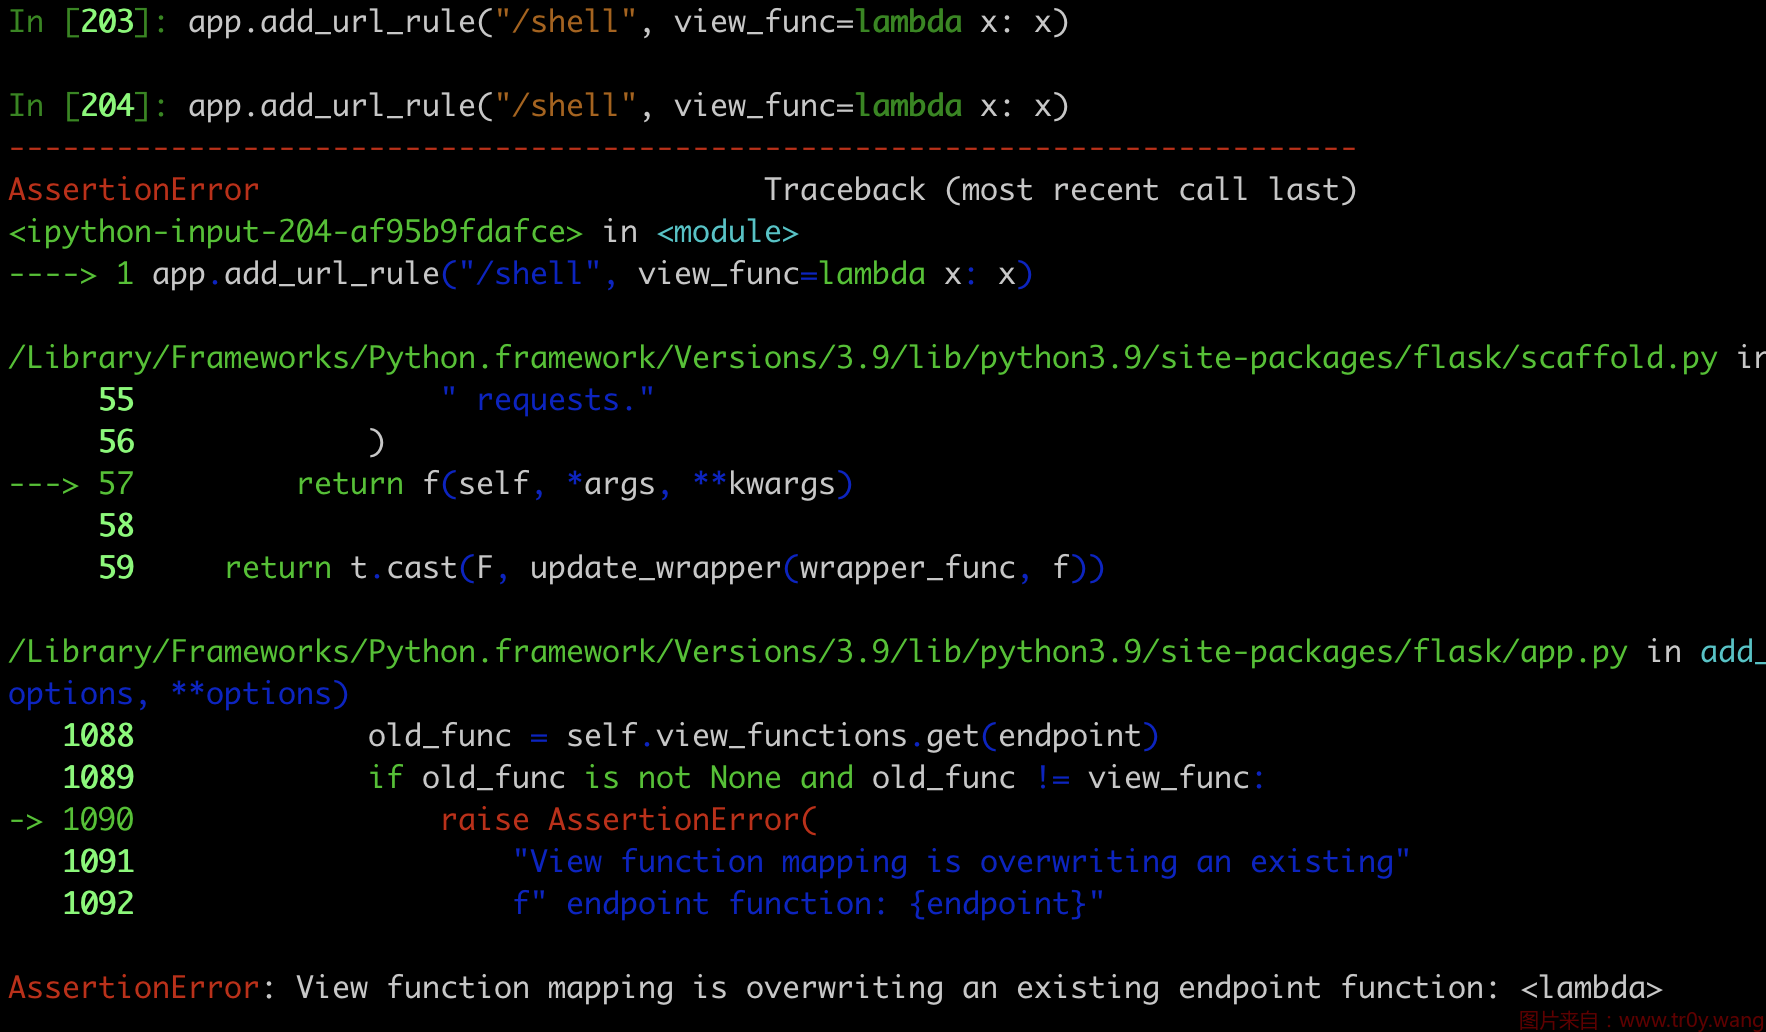 In [203]: app.add_url_rule("/shell", view_func=lambda x: x)
In [204]: app.add_url_rule("/shell", view_func=lambda x: x)
---------------------------------------------------------------------------
AssertionError                            Traceback (most recent call last)
<ipython-input-204-af95b9fdafce> in <module>
----> 1 app.add_url_rule("/shell", view_func=lambda x: x)
/Library/Frameworks/Python.framework/Versions/3.9/lib/python3.9/site-packages/flask/scaffold.py in
     55                 " requests."
     56             )
---> 57         return f(self, *args, **kwargs)
     58
     59     return t.cast(F, update_wrapper(wrapper_func, f))
/Library/Frameworks/Python.framework/Versions/3.9/lib/python3.9/site-packages/flask/app.py in add_
options, **options)
   1088             old_func = self.view_functions.get(endpoint)
   1089             if old_func is not None and old_func != view_func:
-> 1090                 raise AssertionError(
   1091                     "View function mapping is overwriting an existing"
   1092                     f" endpoint function: {endpoint}"
AssertionError: View function mapping is overwriting an existing endpoint function: <lambda>
图片来自：www.tr0y.wang